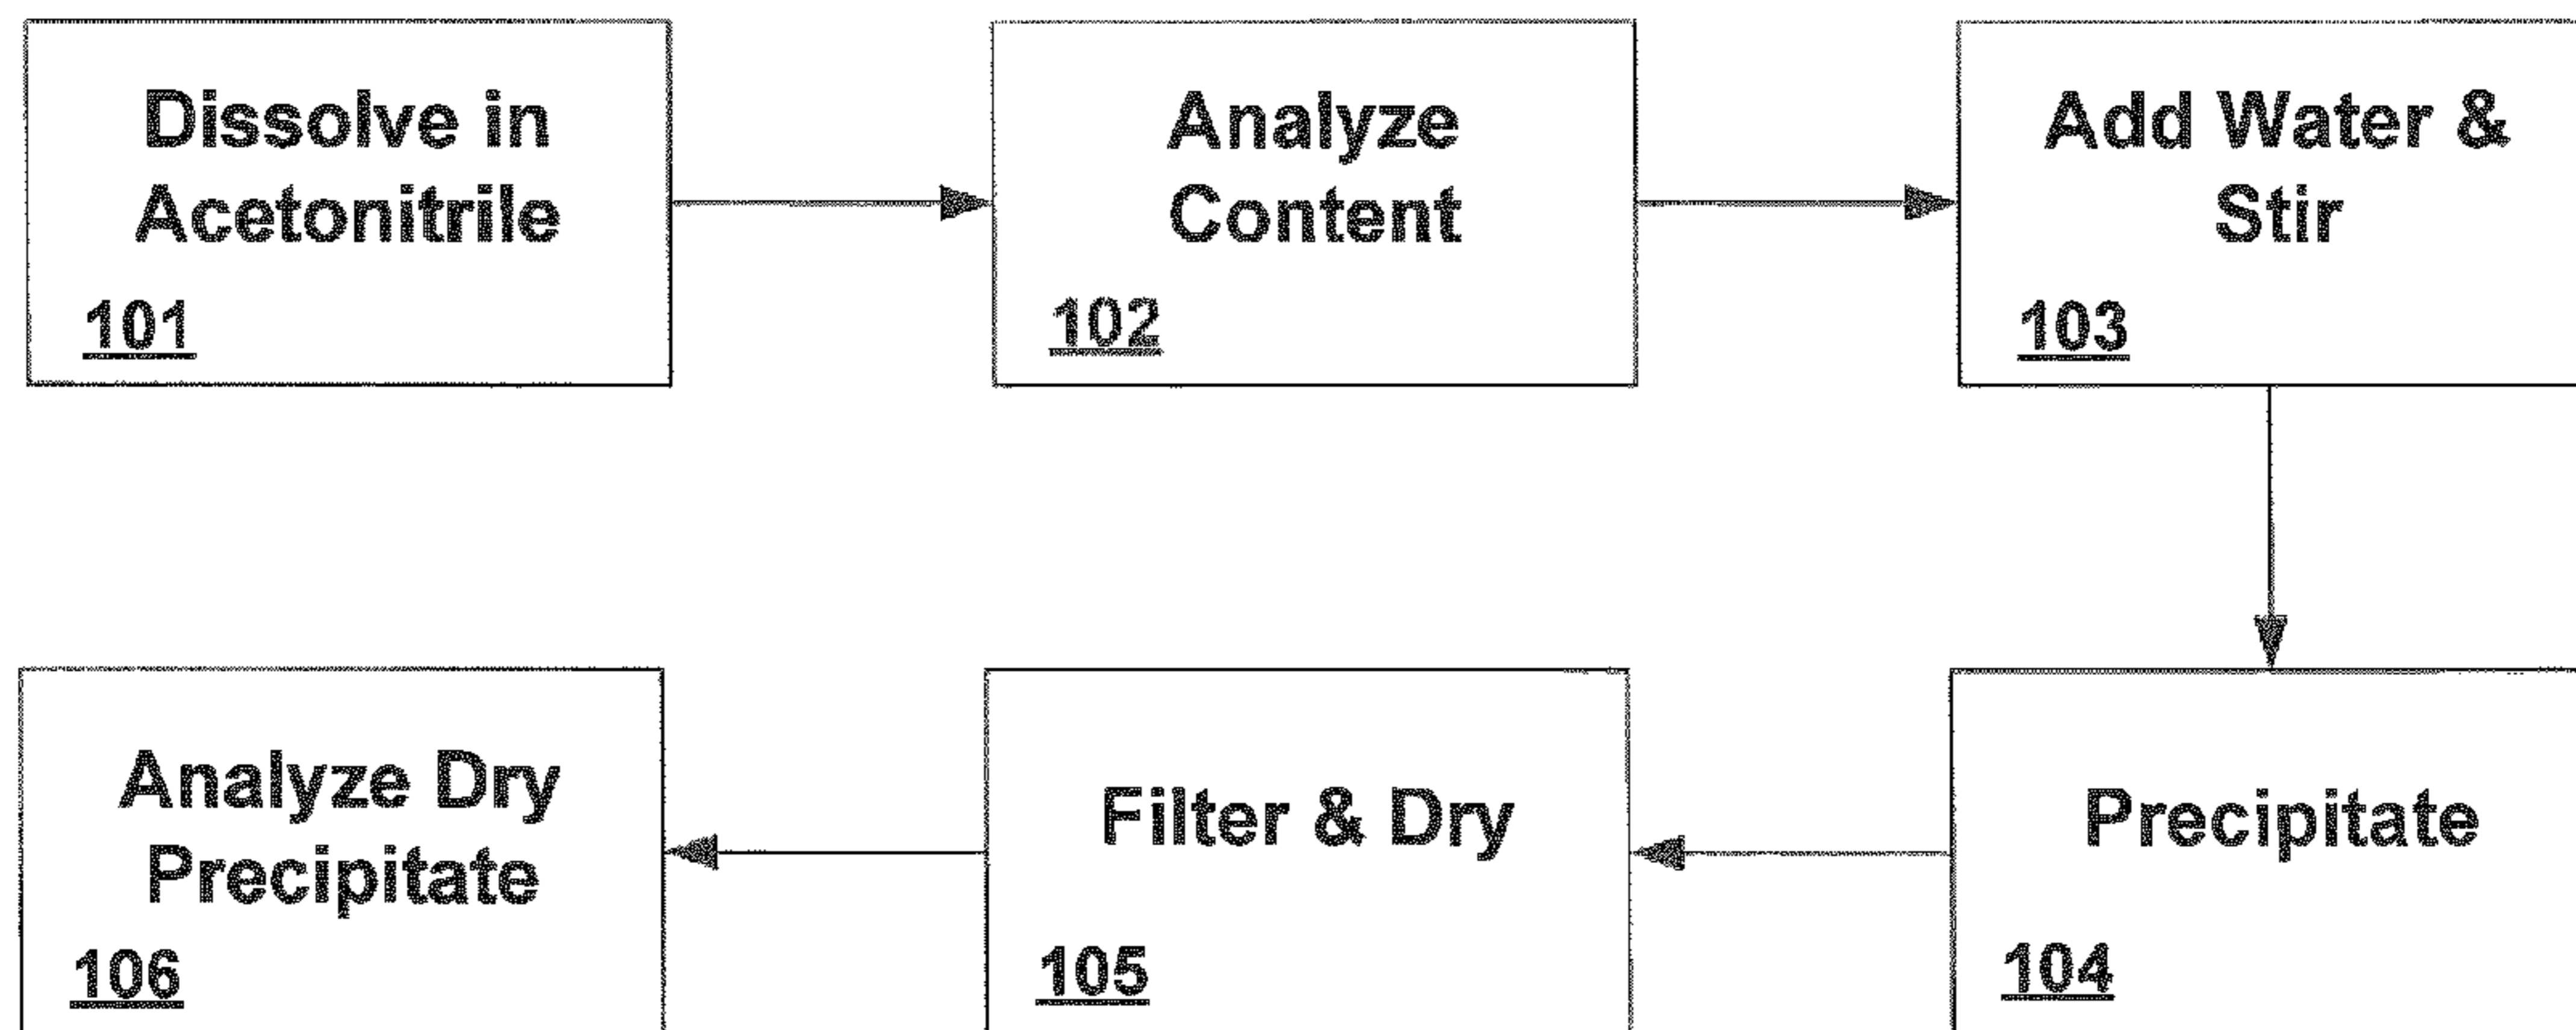 Dissolve in
Acetonitrile
101
Analyze
Content
102
Add Water &
Stir
103
Precipitate
104
Filter & Dry
105
Analyze Dry
Precipitate
106